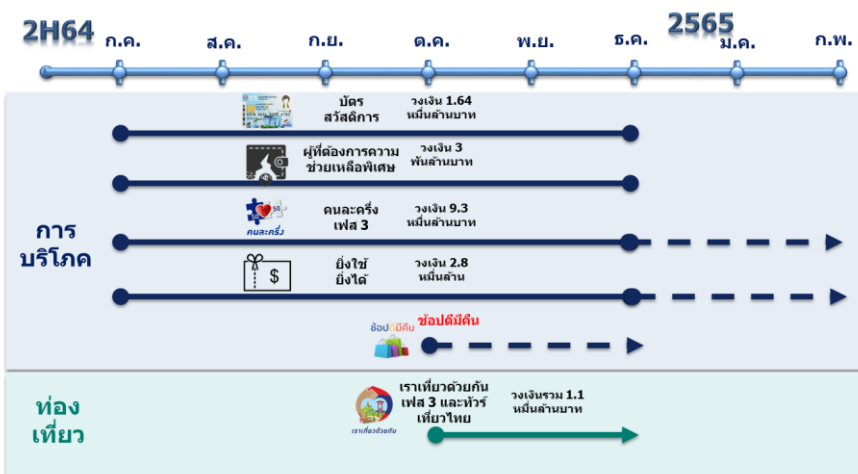 2H64
2565
ก.ค.
ส.ค.
ก.ย.
ต.ค.
พ.ย.
ธ.ค.
ม.ค.
ก.พ.
การ
บริโภค
บัตร
สวัสดิการ
วงเงิน 1.64
หมื่นล้านบาท
ผู้ที่ต้องการความ
ช่วยเหลือพิเศษ
วงเงิน 3
พันล้านบาท
50
คนละครึ่ง
คนละครึ่ง
เฟส 3
วงเงิน 9.3
หมื่นล้านบาท
$
ยิ่งใช้
ยิ่งได้
วงเงิน 2.8
หมื่นล้าน
ช้อปดีมีคืน
ช้อปดีมีคืน
ท่อง
เที่ยว
เราเที่ยวด้วยกัน
เราเที่ยวด้วยกัน
เฟส 3 และทัวร์
เที่ยวไทย
วงเงินรวม 1.1
หมื่นล้านบาท